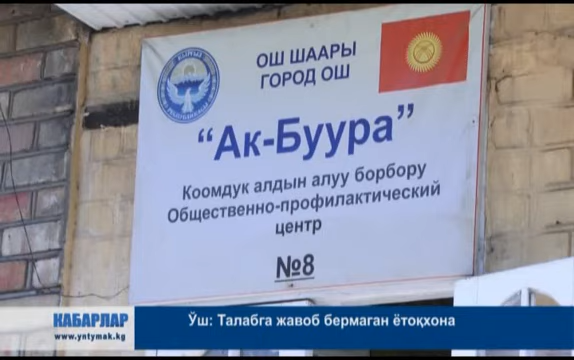 ОШ ШААРЫ
ГОРОД ОШ
“Ак-Буура”
Коомдук алдын алуу борбору
Общественно-профилактический
центр
№8
КАБАРЛАР
www.yntymak.kg
Ўш: Талабга жавоб бермаган ётоқхона